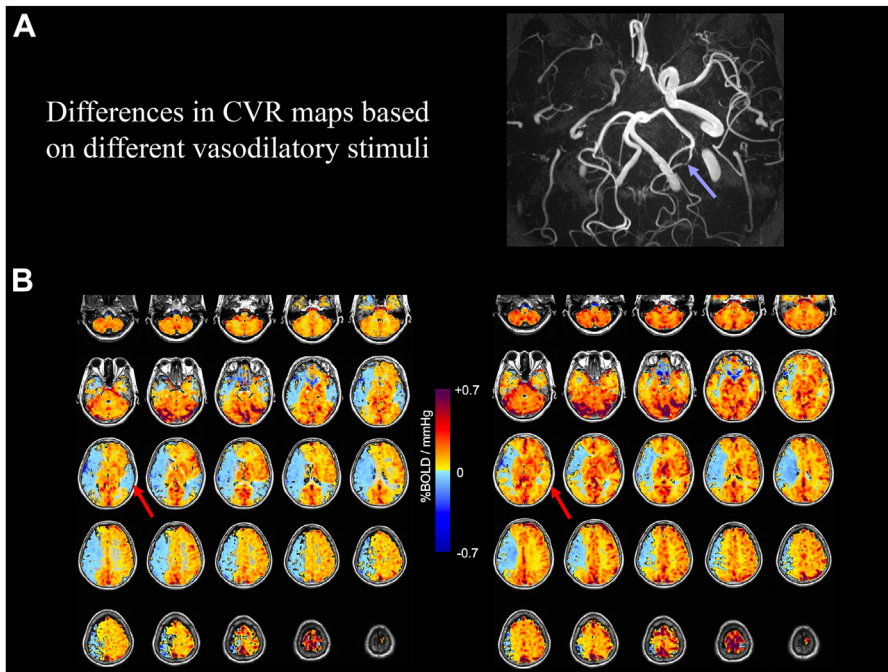 A
Differences in CVR maps based
on different vasodilatory stimuli
B
+0.7
0
-0.7
%BOLD / mmHg